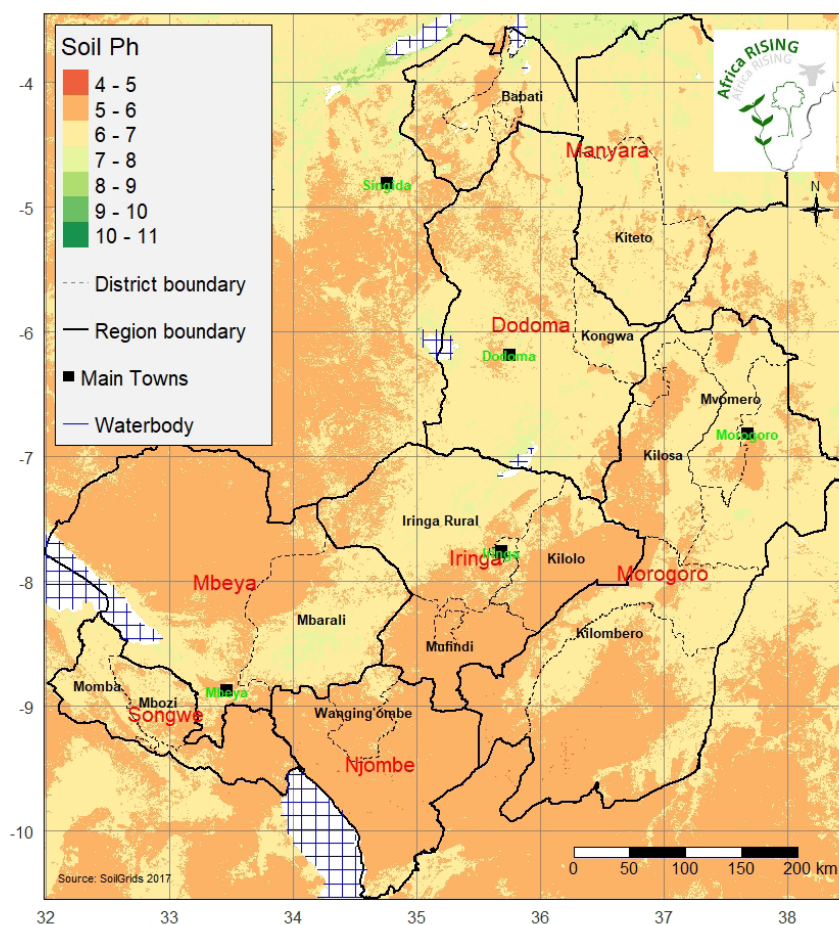 Soil Ph
4 - 5
5 - 6
6 - 7
7 - 8
8 - 9
9 - 10
10 - 11
District boundary
Region boundary
Main Towns
Waterbody
Africa RISING
Africa RISING
N
-4
-5
-6
-7
-8
-9
-10
Babati
Manyara
Singida
Kiteto
Dodoma
Kongwa
Dodoma
Mvomero
Morogoro
Kilosa
Iringa Rural
Iringa
Iringa
Kilolo
Morogoro
Mbeya
Mbarali
Mufindi
Kilombero
Momba
Mbozi
Mbeya
Songwe
Wanging'ombe
Njombe
Source: SoilGrids 2017
0 50 100 150 200 km
32 33 34 35 36 37 38